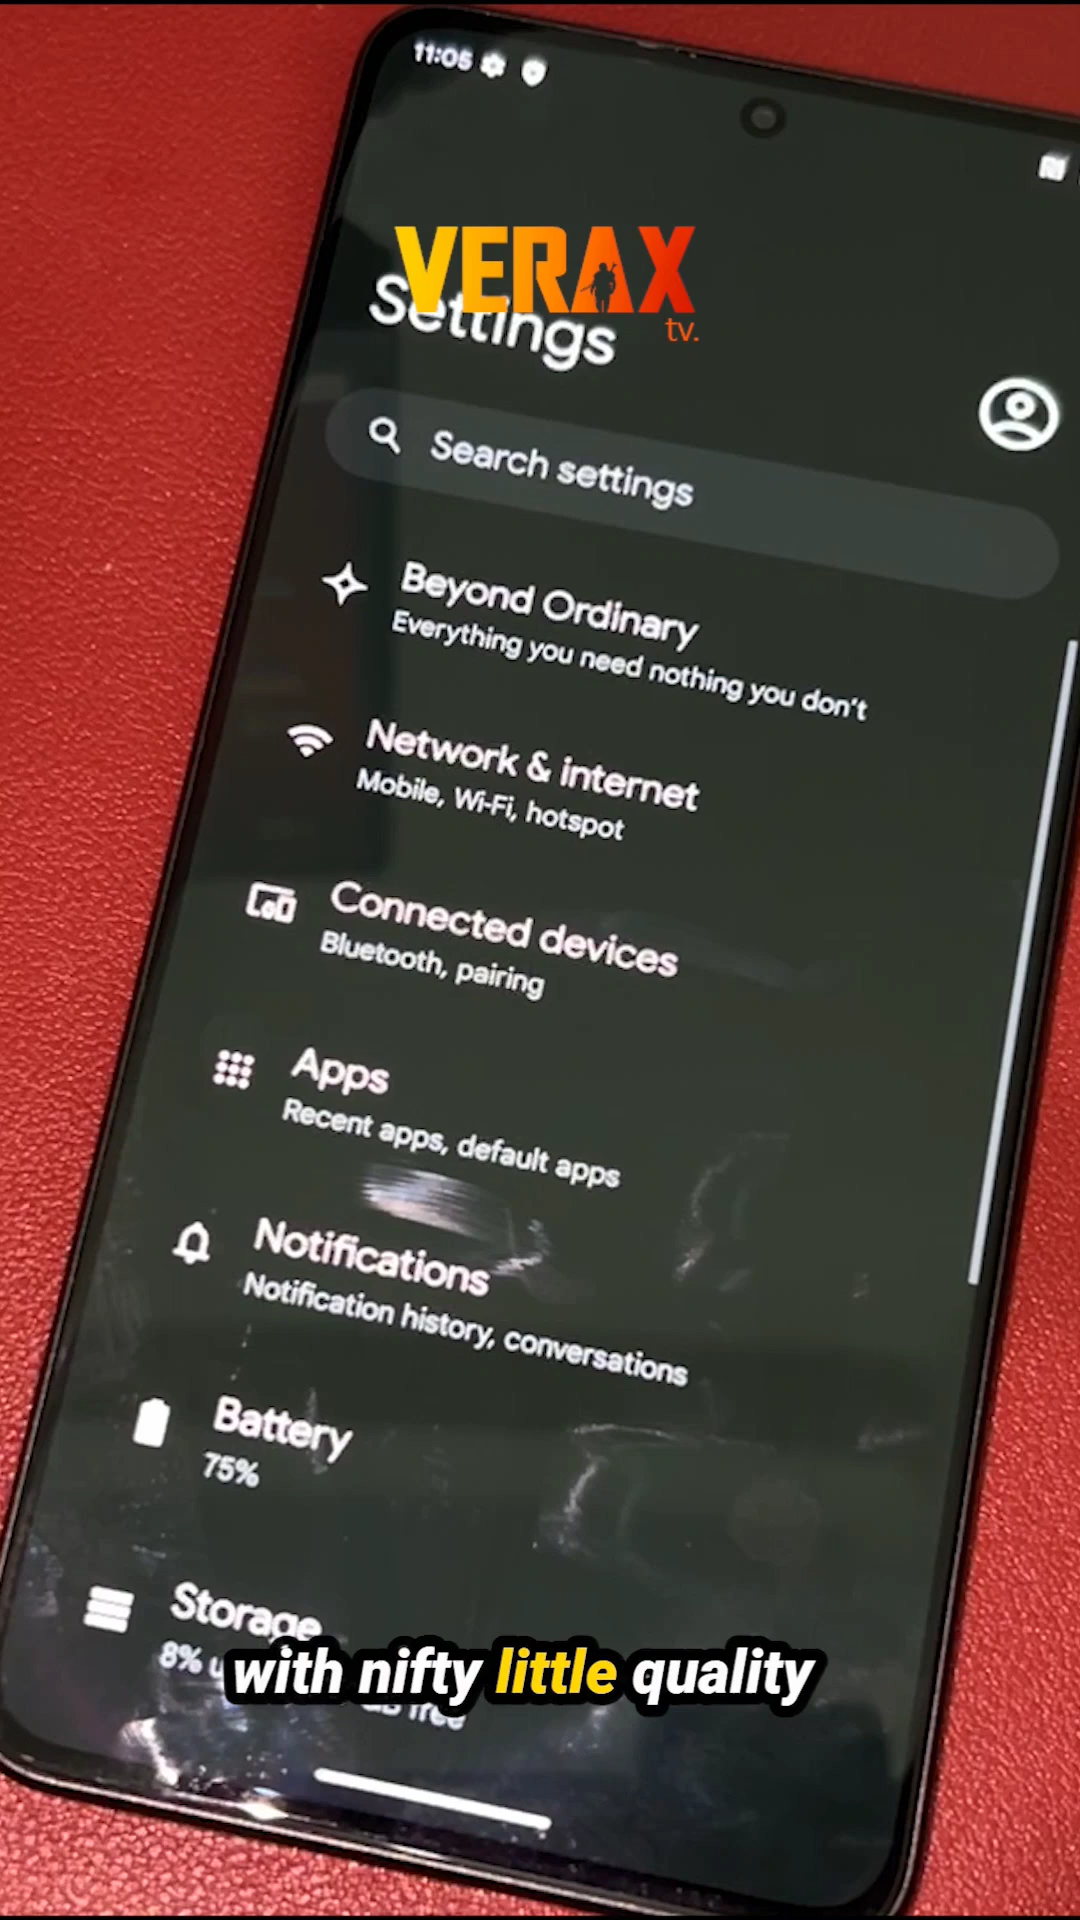 11:05
VERAX
tv.
Settings
Search settings
Beyond Ordinary
Everything you need nothing you don't
Network & internet
Mobile, Wi-Fi, hotspot
Connected devices
Bluetooth, pairing
Apps
Recent apps, default apps
Notifications
Notification history, conversations
Battery
75%
Storage
8%
free
with nifty little quality